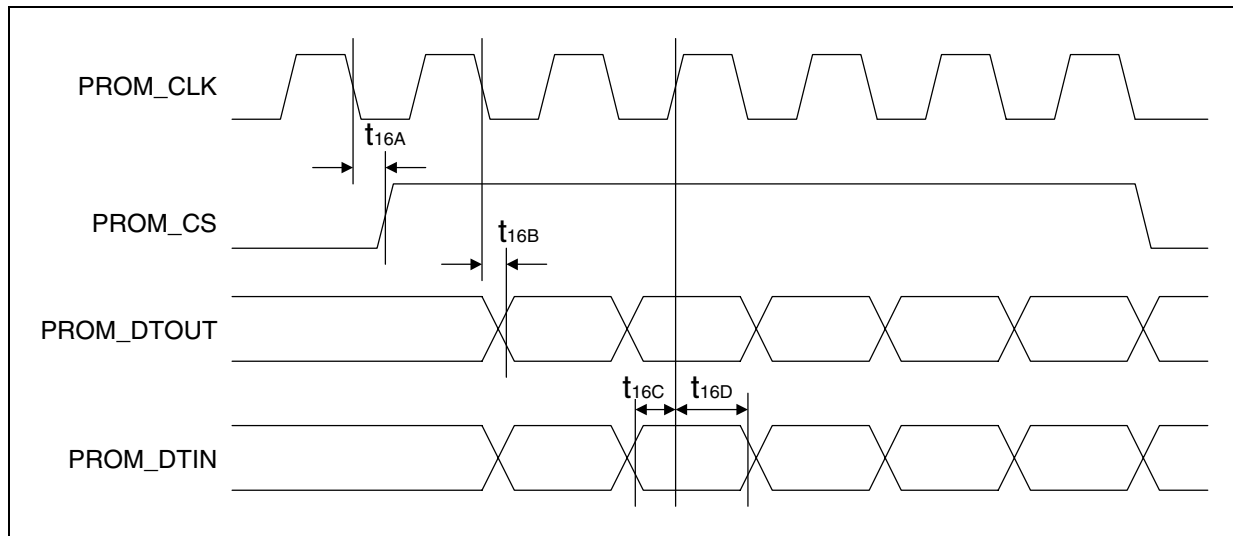 PROM_CLK
t16A
PROM_CS
t16B
PROM_DTOUT
t16C
t16D
PROM_DTIN